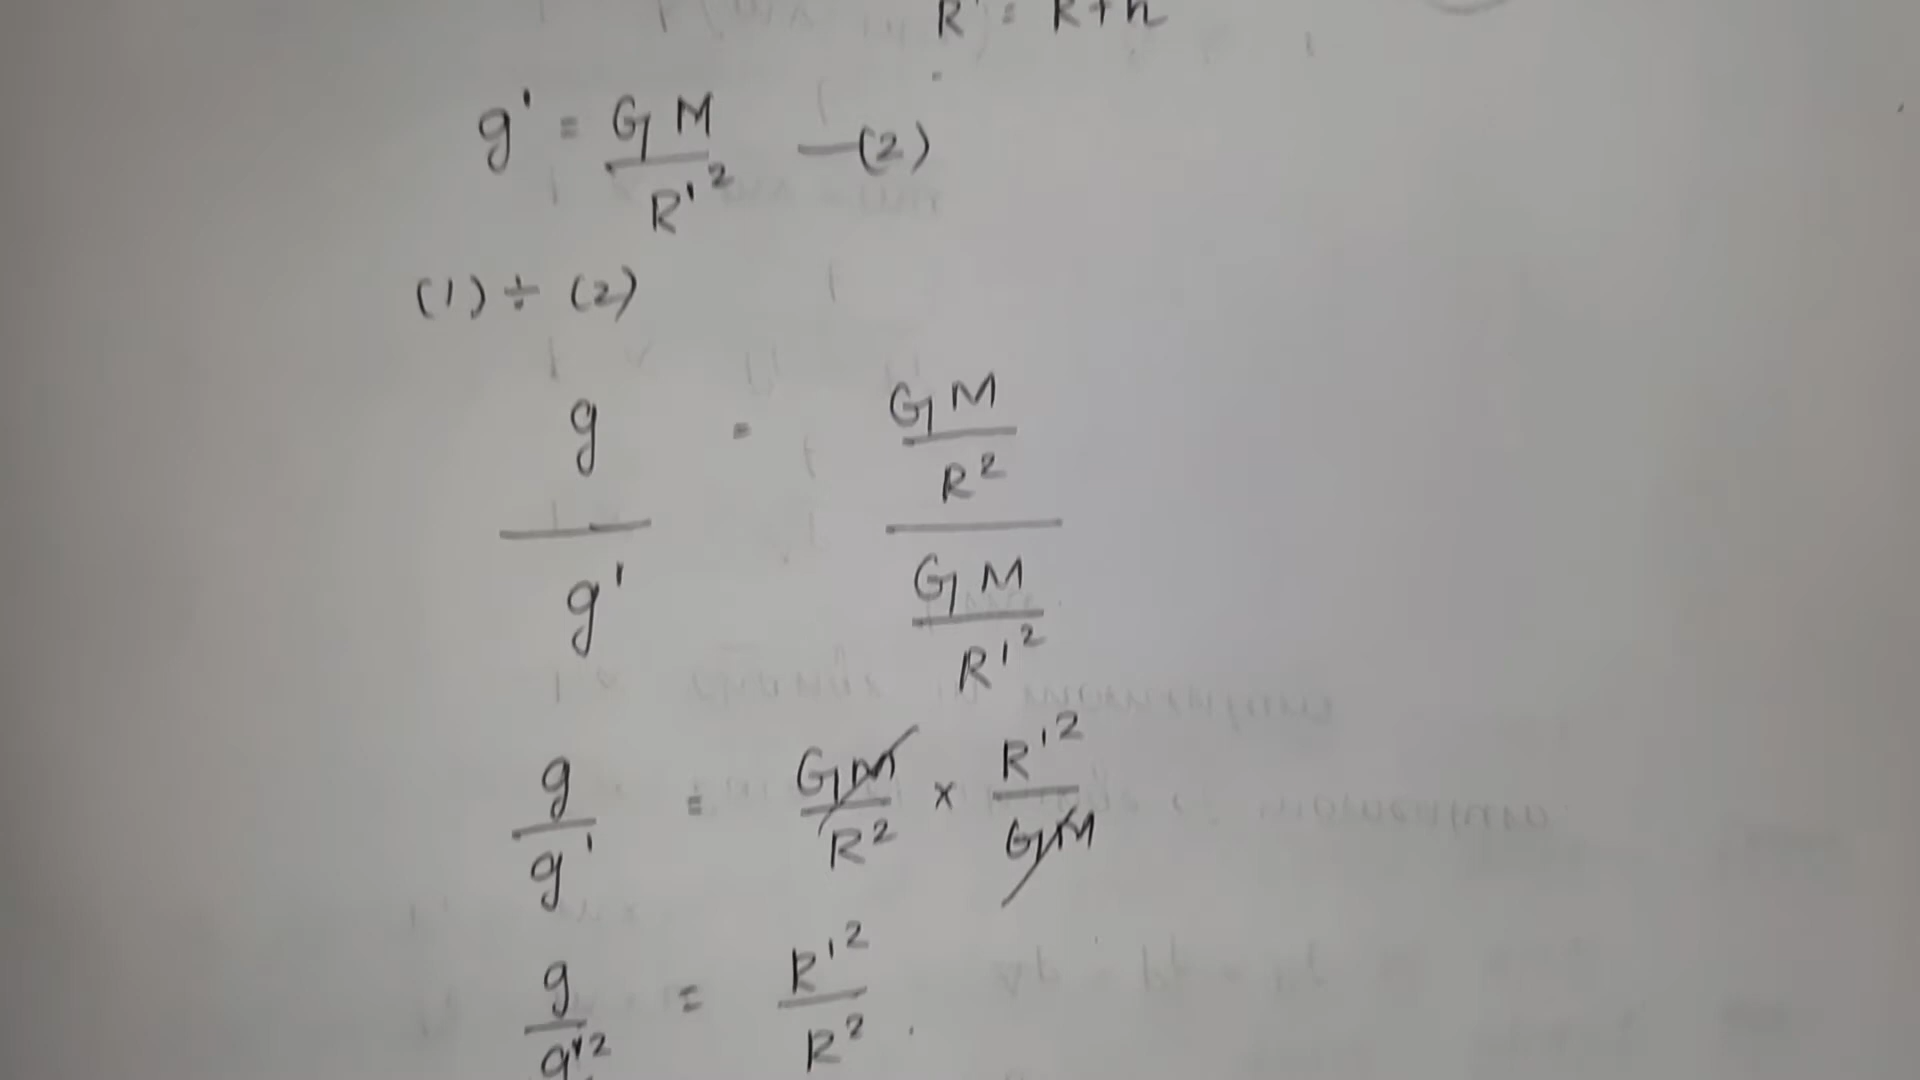 R' = R+h
g' = GM/R'² —(2)
(1) ÷ (2)
g/g' = (GM/R²)/(GM/R'²)
g/g' = GM/R² × R'²/GM
g/g'² = R'²/R².